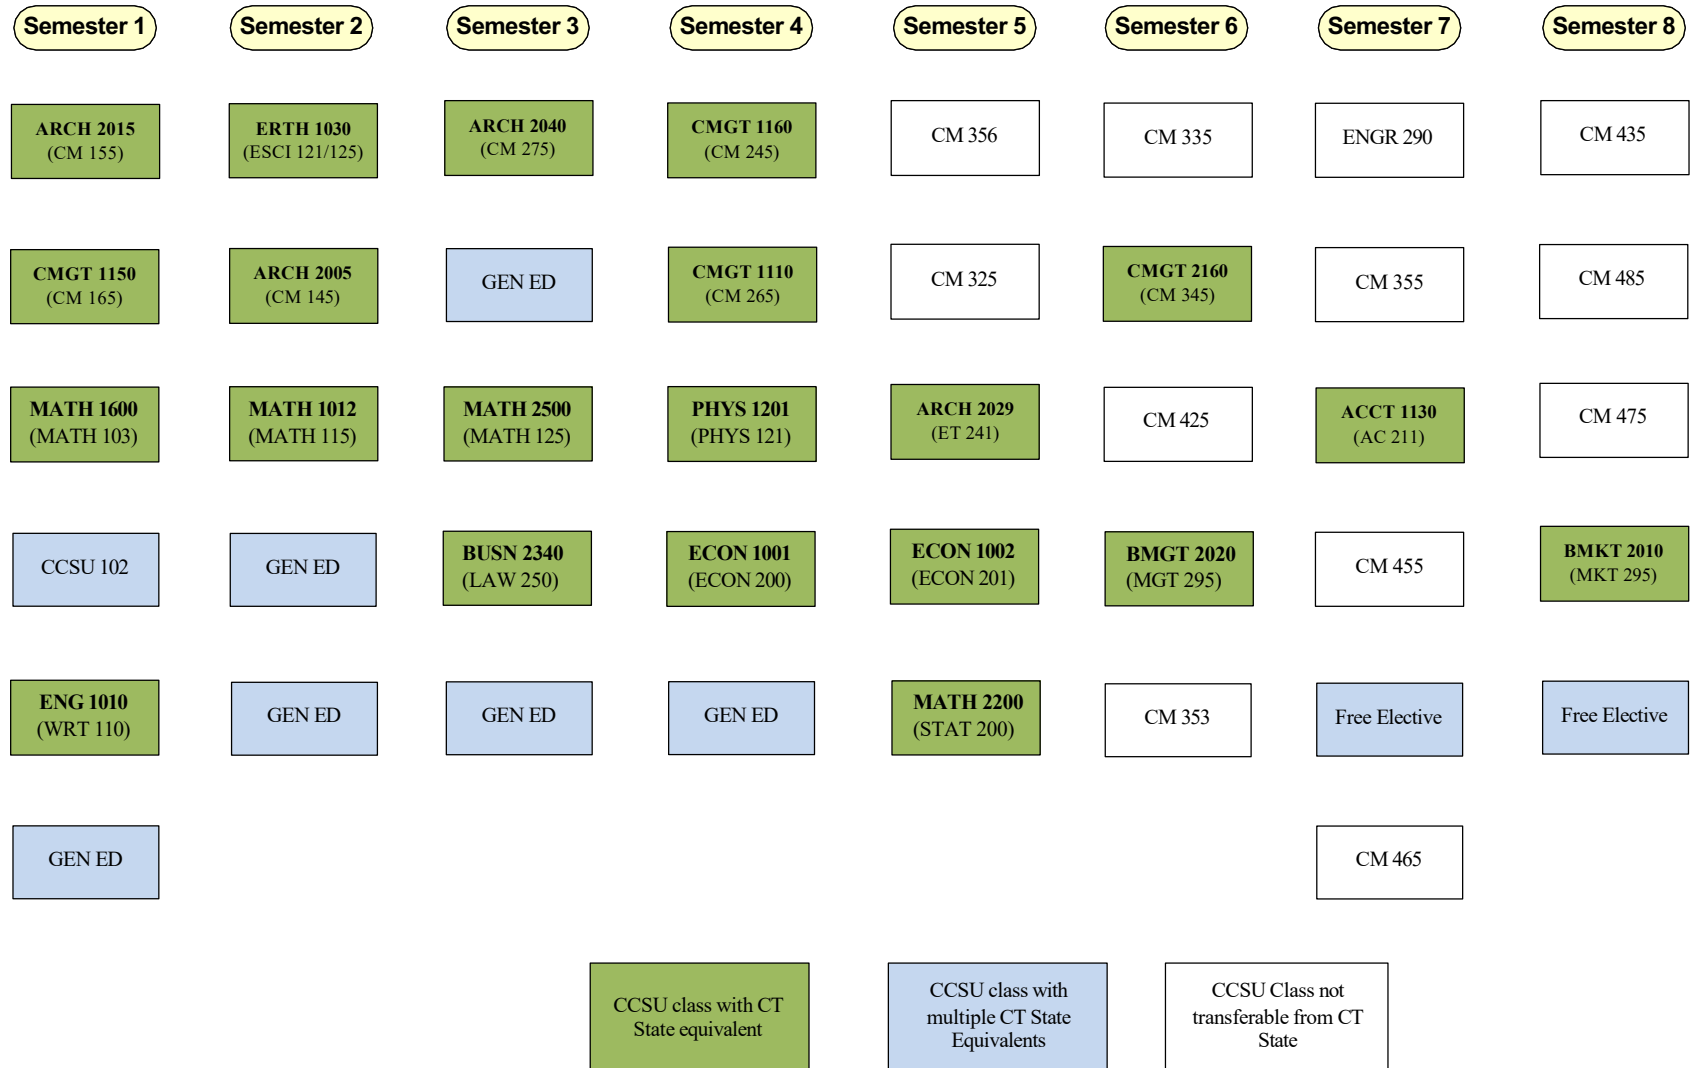 Semester 1
Semester 2
Semester 3
Semester 4
Semester 5
Semester 6
Semester 7
Semester 8
ARCH 2015
(CM 155)
ERTH 1030
(ESCI 121/125)
ARCH 2040
(CM 275)
CMGT 1160
(CM 245)
CM 356
CM 335
ENGR 290
CM 435
CMGT 1150
(CM 165)
ARCH 2005
(CM 145)
GEN ED
CMGT 1110
(CM 265)
CM 325
CMGT 2160
(CM 345)
CM 355
CM 485
MATH 1600
(MATH 103)
MATH 1012
(MATH 115)
MATH 2500
(MATH 125)
PHYS 1201
(PHYS 121)
ARCH 2029
(ET 241)
CM 425
ACCT 1130
(AC 211)
CM 475
CCSU 102
GEN ED
BUSN 2340
(LAW 250)
ECON 1001
(ECON 200)
ECON 1002
(ECON 201)
BMGT 2020
(MGT 295)
CM 455
BMKT 2010
(MKT 295)
ENG 1010
(WRT 110)
GEN ED
GEN ED
GEN ED
MATH 2200
(STAT 200)
CM 353
Free Elective
Free Elective
GEN ED
CM 465
CCSU class with CT
State equivalent
CCSU class with
multiple CT State
Equivalents
CCSU Class not
transferable from CT
State